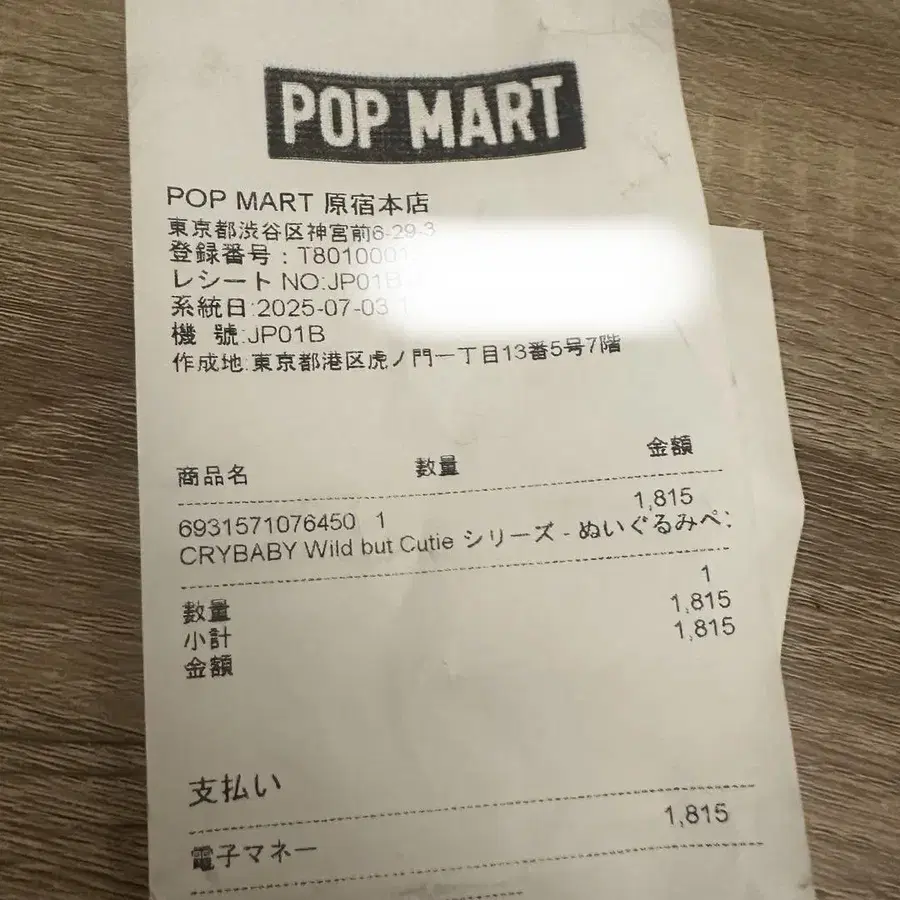 POP MART
POP MART 原宿本店
東京都渋谷区神宮前6-29-3
登録番号：T8010001
レシート NO:JP01B
系統日:2025-07-03 1
機 號:JP01B
作成地:東京都港区虎ノ門一丁目13番5号7階
商品名 数量 金額
6931571076450 1 1,815
CRYBABY Wild but Cutie シリーズ - ぬいぐるみペ
数量 1
小計 1,815
金額 1,815
支払い
電子マネー 1,815